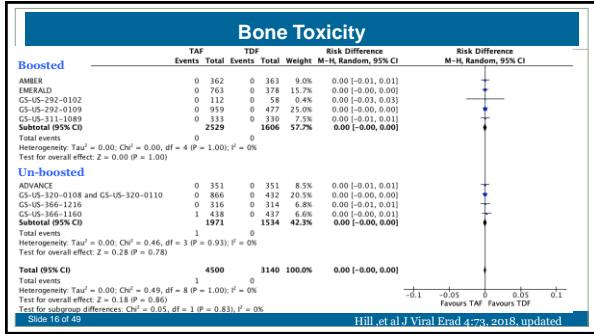 Bone Toxicity
TAF TDF Risk Difference Risk Difference
Boosted Events Total Events Total Weight M-H, Random, 95% CI M-H, Random, 95% CI
AMBER 0 362 0 363 9.0% 0.00 [-0.01, 0.01]
EMERALD 0 763 0 378 15.7% 0.00 [-0.00, 0.00]
GS-US-292-0102 0 112 0 58 0.4% 0.00 [-0.03, 0.03]
GS-US-292-0109 0 959 0 477 25.0% 0.00 [-0.00, 0.00]
GS-US-311-1089 0 333 0 330 7.5% 0.00 [-0.01, 0.01]
Subtotal (95% CI) 2529 1606 57.7% 0.00 [-0.00, 0.00]
Total events 0 0
Heterogeneity: Tau² = 0.00; Chi² = 0.00, df = 4 (P = 1.00); I² = 0%
Test for overall effect: Z = 0.00 (P = 1.00)
Un-boosted
ADVANCE 0 351 0 351 8.5% 0.00 [-0.01, 0.01]
GS-US-320-0108 and GS-US-320-0110 0 866 0 432 20.5% 0.00 [-0.00, 0.00]
GS-US-366-1216 0 316 0 314 6.8% 0.00 [-0.01, 0.01]
GS-US-366-1160 1 438 0 437 6.6% 0.00 [-0.00, 0.01]
Subtotal (95% CI) 1971 1534 42.3% 0.00 [-0.00, 0.00]
Total events 1 0
Heterogeneity: Tau² = 0.00; Chi² = 0.46, df = 3 (P = 0.93); I² = 0%
Test for overall effect: Z = 0.28 (P = 0.78)
Total (95% CI) 4500 3140 100.0% 0.00 [-0.00, 0.00]
Total events 1 0
Heterogeneity: Tau² = 0.00; Chi² = 0.49, df = 8 (P = 1.00); I² = 0%
Test for overall effect: Z = 0.18 (P = 0.86)
Test for subgroup differences: Chi² = 0.05, df = 1 (P = 0.83), I² = 0%
-0.1 -0.05 0 0.05 0.1
Favours TAF Favours TDF
Slide 16 of 49
Hill ,et al J Viral Erad 4:73, 2018, updated